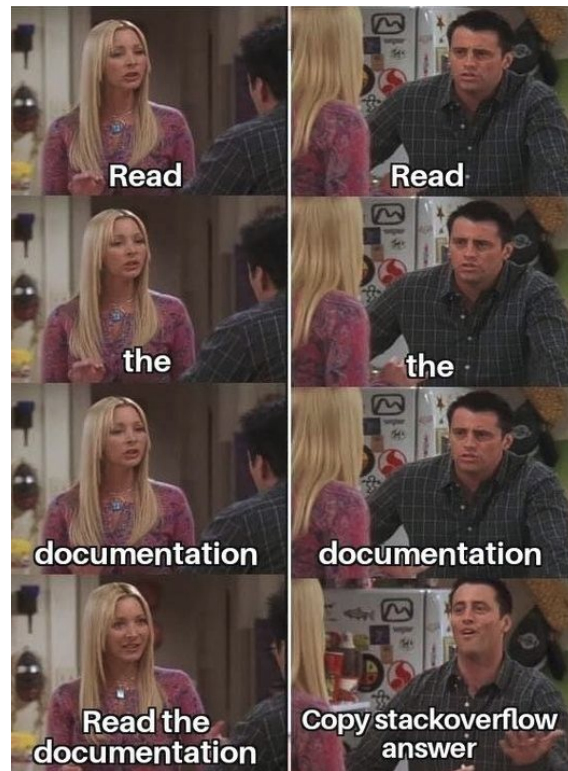 Read
Read
the
the
documentation
documentation
Read the
documentation
Copy stackoverflow
answer